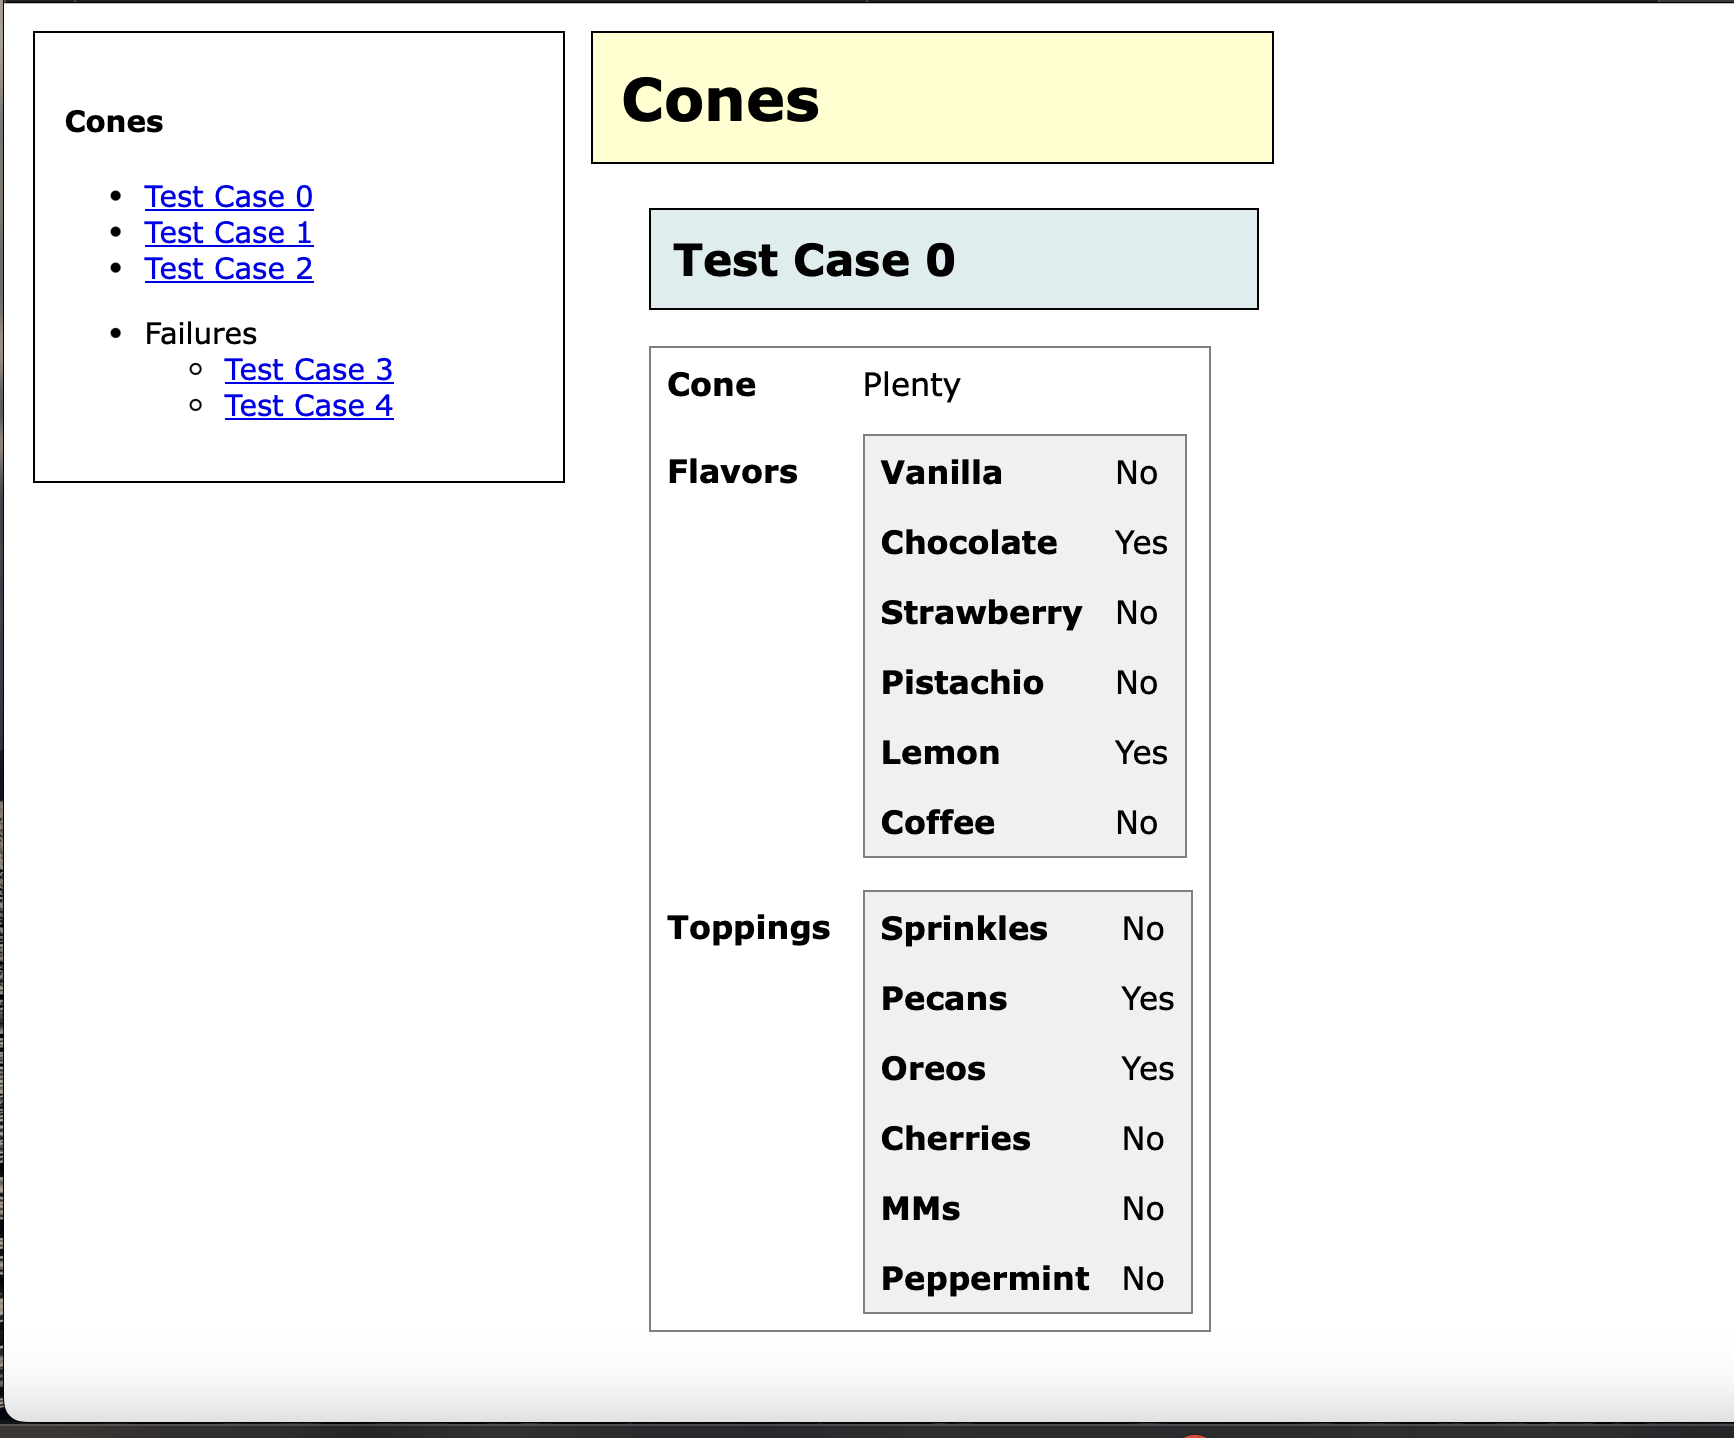 Cones
Test Case 0
Test Case 1
Test Case 2
Failures
Test Case 3
Test Case 4
Cones
Test Case 0
Cone Plenty
Flavors
Vanilla No
Chocolate Yes
Strawberry No
Pistachio No
Lemon Yes
Coffee No
Toppings
Sprinkles No
Pecans Yes
Oreos Yes
Cherries No
MMs No
Peppermint No